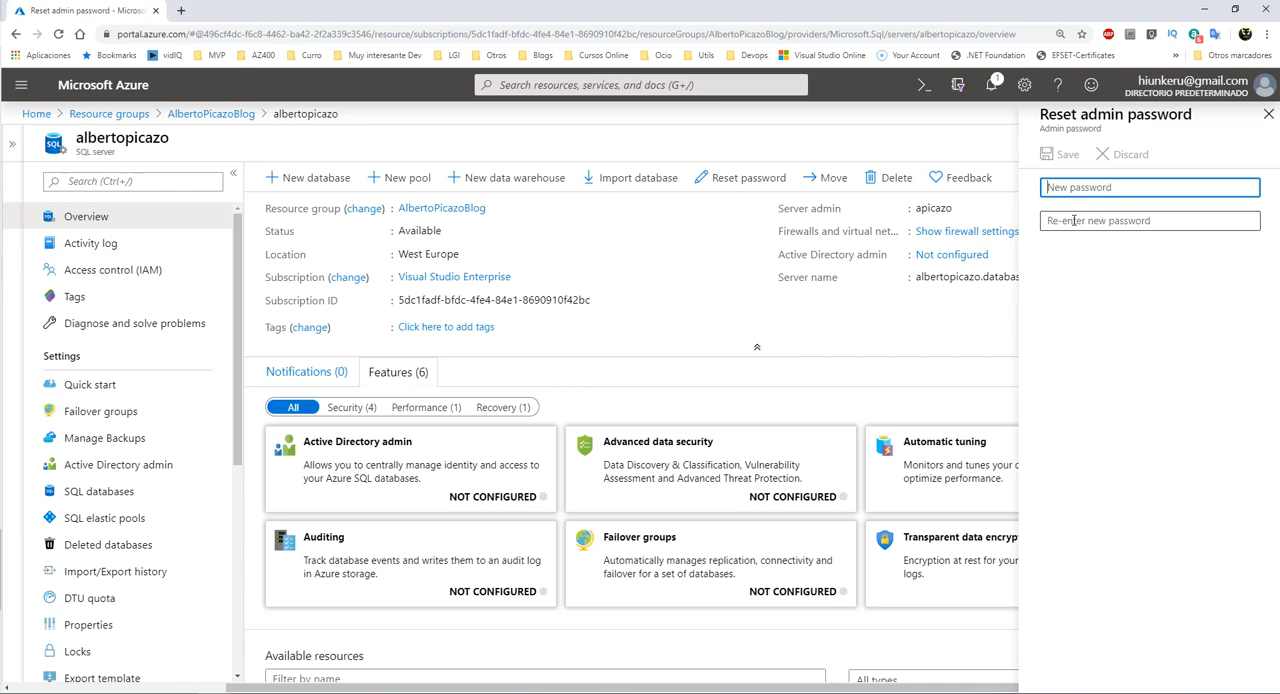 Reset admin password - Microso
portal.azure.com/#@496cf4dc-f6c8-4462-ba42-2f2a339c3546/resource/subscriptions/5dc1fadf-bfdc-4fe4-84e1-8690910f42bc/resourceGroups/AlbertoPicazoBlog/providers/Microsoft.Sql/servers/albertopicazo/overview
Aplicaciones Bookmarks vidIQ MVP AZ400 Curro Muy interesante Dev LGI Otros Blogs Cursos Online Ocio Utils Devops Visual Studio Online Your Account .NET Foundation EFSET-Certificates » Otros marcadores
Microsoft Azure
Search resources, services, and docs (G+/)
1
hiunkeru@gmail.com
DIRECTORIO PREDETERMINADO
Home > Resource groups > AlbertoPicazoBlog > albertopicazo
albertopicazo
SQL server
Search (Ctrl+/)
Overview
Activity log
Access control (IAM)
Tags
Diagnose and solve problems
Settings
Quick start
Failover groups
Manage Backups
Active Directory admin
SQL databases
SQL elastic pools
Deleted databases
Import/Export history
DTU quota
Properties
Locks
Export template
New database New pool New data warehouse Import database Reset password Move Delete Feedback
Resource group (change) : AlbertoPicazoBlog
Status : Available
Location : West Europe
Subscription (change) : Visual Studio Enterprise
Subscription ID : 5dc1fadf-bfdc-4fe4-84e1-8690910f42bc
Tags (change) : Click here to add tags
Server admin : apicazo
Firewalls and virtual net... : Show firewall settings
Active Directory admin : Not configured
Server name : albertopicazo.databas
Notifications (0) Features (6)
All Security (4) Performance (1) Recovery (1)
Active Directory admin
Allows you to centrally manage identity and access to
your Azure SQL databases.
NOT CONFIGURED
Advanced data security
Data Discovery & Classification, Vulnerability
Assessment and Advanced Threat Protection.
NOT CONFIGURED
Automatic tuning
Monitors and tunes your d
optimize performance.
Auditing
Track database events and writes them to an audit log
in Azure storage.
NOT CONFIGURED
Failover groups
Automatically manages replication, connectivity and
failover for a set of databases.
NOT CONFIGURED
Transparent data encryp
Encryption at rest for your
logs.
Available resources
Filter by name
All types
Reset admin password
Admin password
Save Discard
New password
Re-enter new password